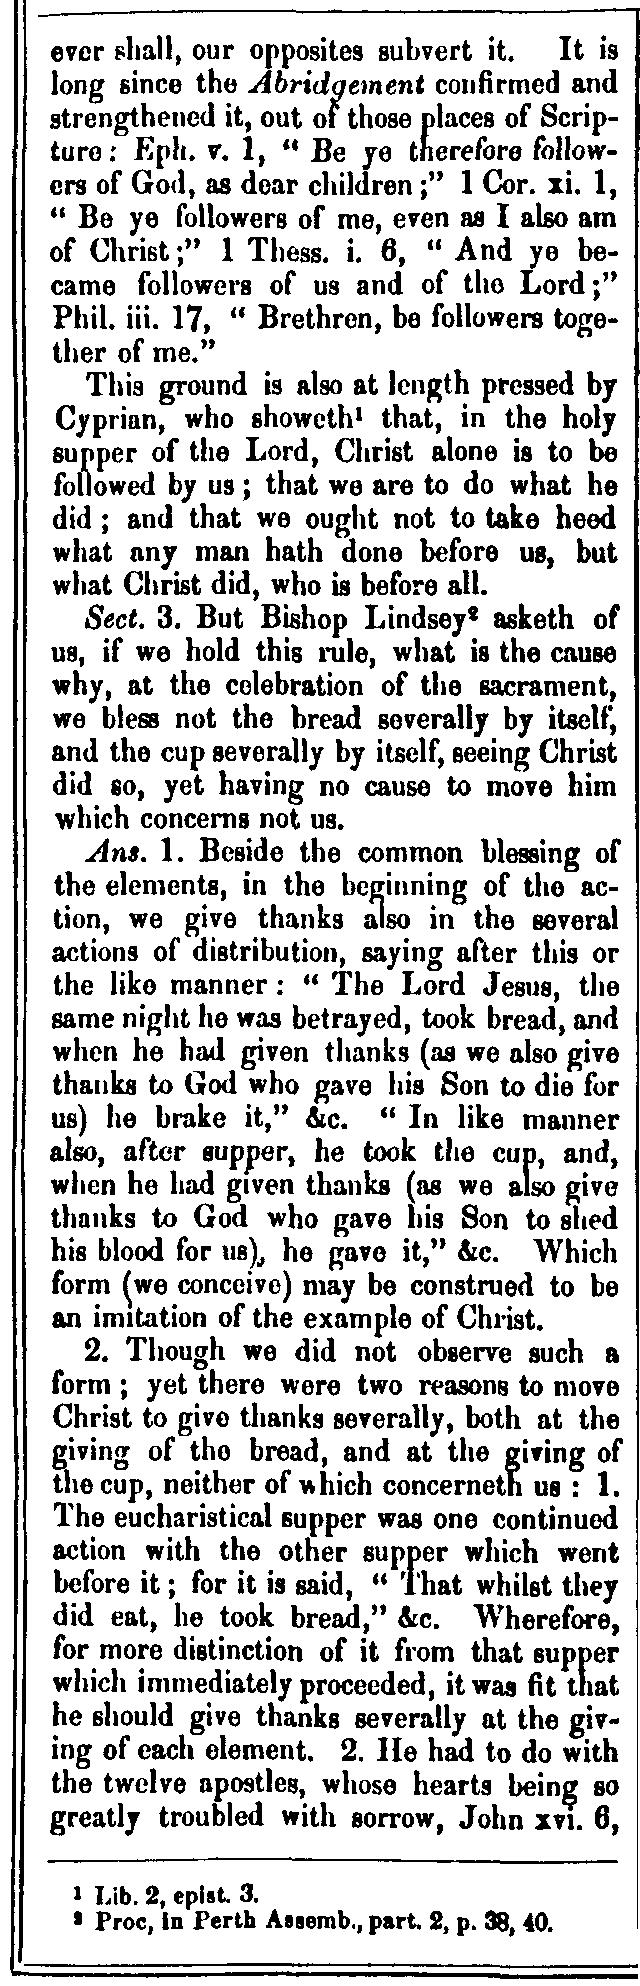 ever shall, our opposites subvert it. It is
long since the Abridgement confirmed and
strengthened it, out of those places of Scrip-
ture: Eph. v. 1, “ Be ye therefore follow-
ers of God, as dear children;” 1 Cor. xi. 1,
“ Be ye followers of me, even as I also am
of Christ;” 1 Thess. i. 6, “ And ye be-
came followers of us and of the Lord;”
Phil. iii. 17, “ Brethren, be followers toge-
ther of me.”
This ground is also at length pressed by
Cyprian, who showeth¹ that, in the holy
supper of the Lord, Christ alone is to be
followed by us; that we are to do what he
did; and that we ought not to take heed
what any man hath done before us, but
what Christ did, who is before all.
Sect. 3. But Bishop Lindsey² asketh of
us, if we hold this rule, what is the cause
why, at the celebration of the sacrament,
we bless not the bread severally by itself,
and the cup severally by itself, seeing Christ
did so, yet having no cause to move him
which concerns not us.
Ans. 1. Beside the common blessing of
the elements, in the beginning of the ac-
tion, we give thanks also in the several
actions of distribution, saying after this or
the like manner: “ The Lord Jesus, the
same night he was betrayed, took bread, and
when he had given thanks (as we also give
thanks to God who gave his Son to die for
us) he brake it,” &c. “ In like manner
also, after supper, he took the cup, and,
when he had given thanks (as we also give
thanks to God who gave his Son to shed
his blood for us), he gave it,” &c. Which
form (we conceive) may be construed to be
an imitation of the example of Christ.
2. Though we did not observe such a
form; yet there were two reasons to move
Christ to give thanks severally, both at the
giving of the bread, and at the giving of
the cup, neither of which concerneth us: 1.
The eucharistical supper was one continued
action with the other supper which went
before it; for it is said, “ That whilst they
did eat, he took bread,” &c. Wherefore,
for more distinction of it from that supper
which immediately proceeded, it was fit that
he should give thanks severally at the giv-
ing of each element. 2. He had to do with
the twelve apostles, whose hearts being so
greatly troubled with sorrow, John xvi. 6,
¹ Lib. 2, epist. 3.
² Proc, in Perth Assemb., part. 2, p. 38, 40.